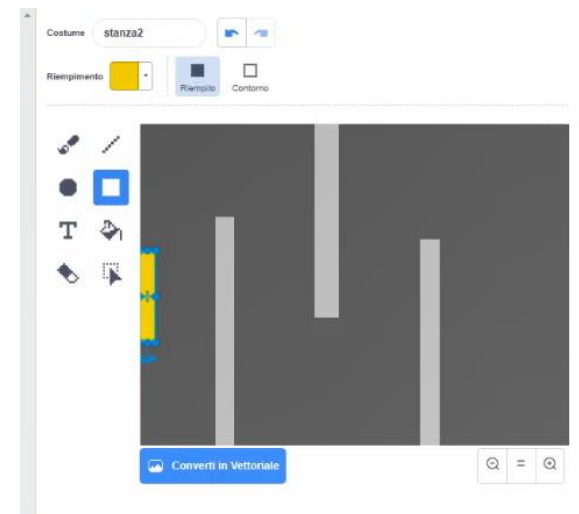 Costume stanza2
Riempimento
Riempito Contorno
T
Converti in Vettoriale
=